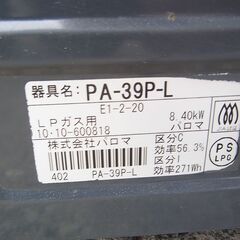 器具名: PA-39P-L
E1-2-20
LPガス用 8.40kW
10·10-600818 パロマ
株式会社パロマ 区分C
効率56.3%
区分I
402 PA-39P-L 効率271Wh
PS
LPG